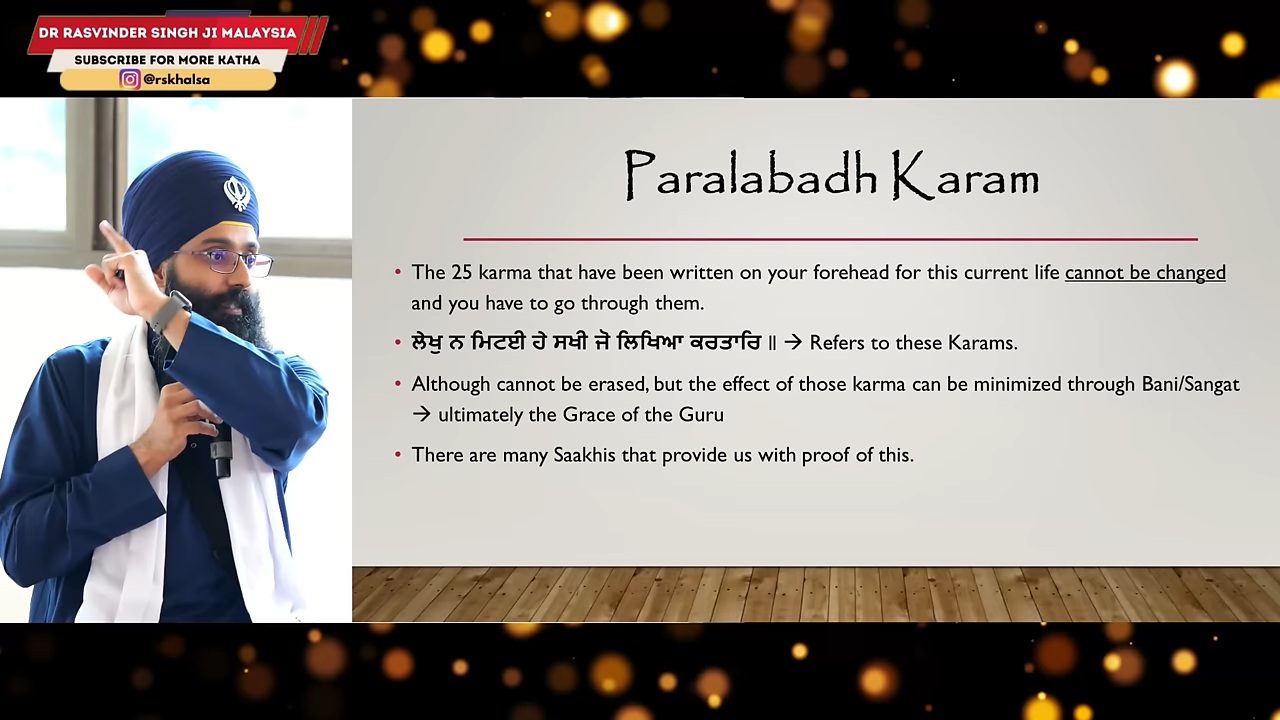 DR RASVINDER SINGH JI MALAYSIA
SUBSCRIBE FOR MORE KATHA
@rskhalsa
Paralabadh Karam
• The 25 karma that have been written on your forehead for this current life cannot be changed
and you have to go through them.
• ਲੇਖੁ ਨ ਮਿਟਈ ਹੇ ਸਖੀ ਜੋ ਲਿਖਿਆ ਕਰਤਾਰਿ ॥ → Refers to these Karams.
• Although cannot be erased, but the effect of those karma can be minimized through Bani/Sangat
→ ultimately the Grace of the Guru
• There are many Saakhis that provide us with proof of this.